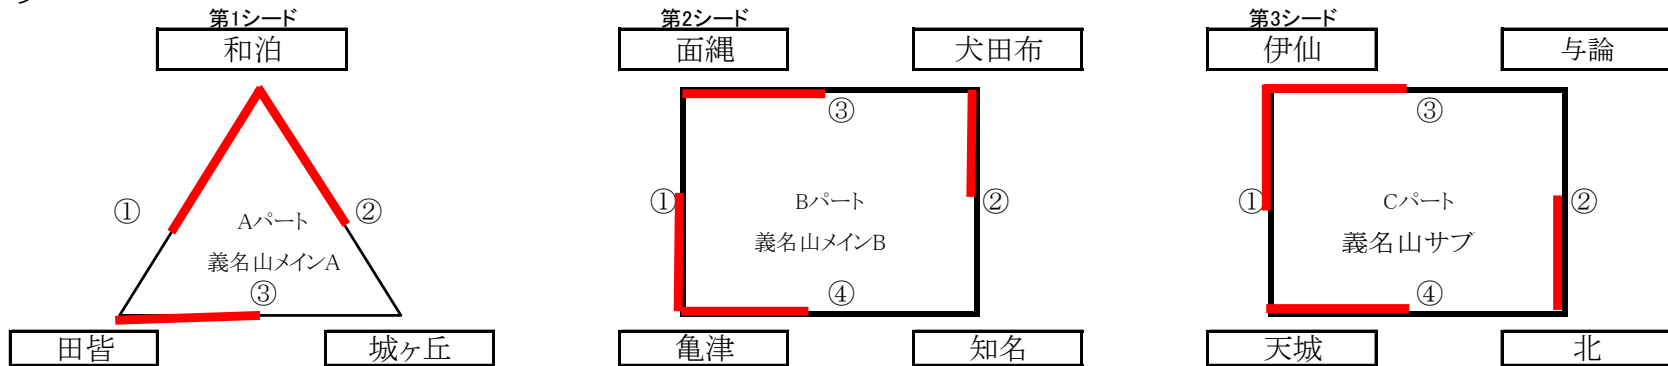 第1シード
和泊
①
②
Aパート
義名山メインA
③
田皆
城ヶ丘
第2シード
面縄
犬田布
③
①
②
Bパート
義名山メインB
④
亀津
知名
第3シード
伊仙
与論
③
①
②
Cパート
義名山サブ
④
天城
北